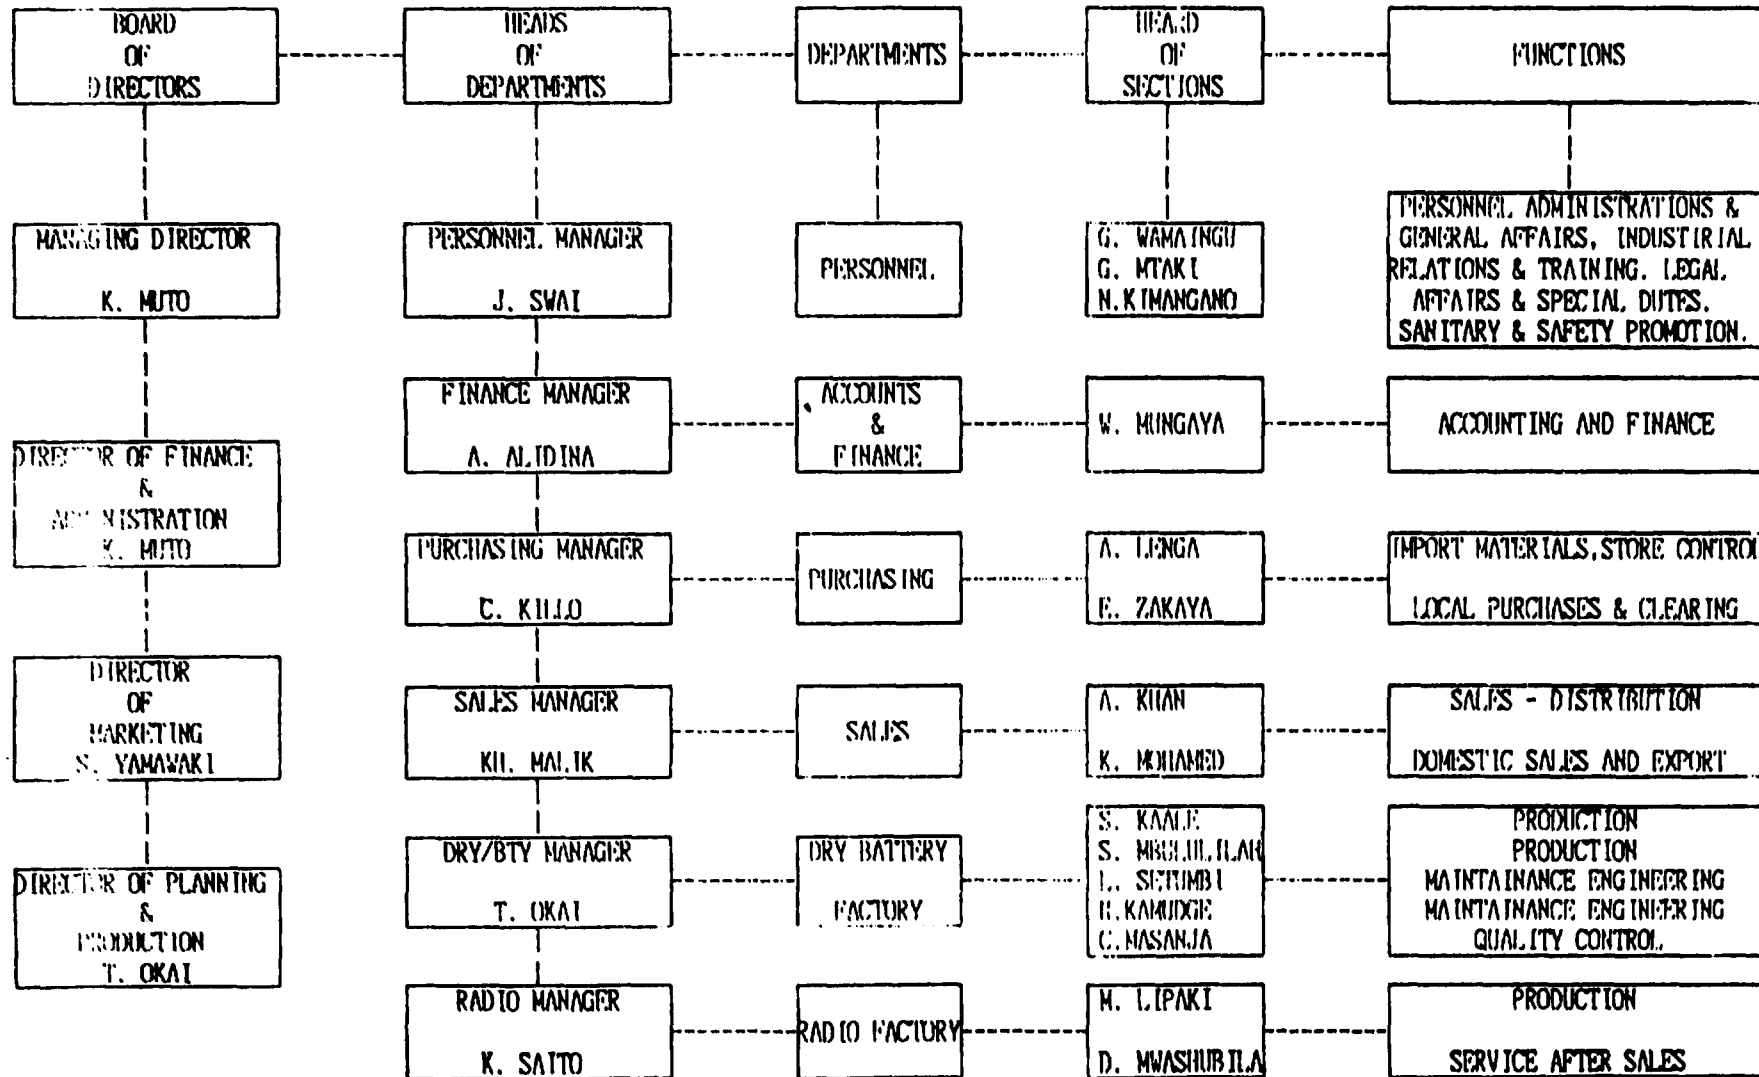 BOARD
OF
DIRECTORS
HEADS
OF
DEPARTMENTS
DEPARTMENTS
HEARD
OF
SECTIONS
FUNCTIONS
MANAGING DIRECTOR
K. MUTO
PERSONNEL MANAGER
J. SWAI
PERSONNEL
G. WAMAINGU
G. MTAKI
N.KIMANGANO
PERSONNEL ADMINISTRATIONS &
GENERAL AFFAIRS, INDUSTIRIAL
RELATIONS & TRAINING. LEGAL
AFFAIRS & SPECIAL DUTES.
SANITARY & SAFETY PROMOTION.
DIRECTOR OF FINANCE
&
ADMINISTRATION
K. MUTO
FINANCE MANAGER
A. ALIDINA
ACCOUNTS
&
FINANCE
W. MUNGAYA
ACCOUNTING AND FINANCE
PURCHASING MANAGER
C. KILLO
PURCHASING
A. LENGA
E. ZAKAYA
IMPORT MATERIALS,STORE CONTROL
LOCAL PURCHASES & CLEARING
DIRECTOR
OF
MARKETING
S. YAMAWAKI
SALES MANAGER
KH. MALIK
SALES
A. KHAN
K. MOHAMED
SALES - DISTRIBUTION
DOMESTIC SALES AND EXPORT
DIRECTOR OF PLANNING
&
PRODUCTION
T. OKAI
DRY/BTY MANAGER
T. OKAI
DRY BATTERY
FACTORY
S. KAALE
S.
L.
H.KAMUDGE
C.MASANJA
PRODUCTION
PRODUCTION
MAINTAINANCE ENGINEERING
MAINTAINANCE ENGINEERING
QUALITY CONTROL
RADIO MANAGER
K. SAITO
RADIO FACTORY
M. LIPAKI
D. MWASHUBILA
PRODUCTION
SERVICE AFTER SALES